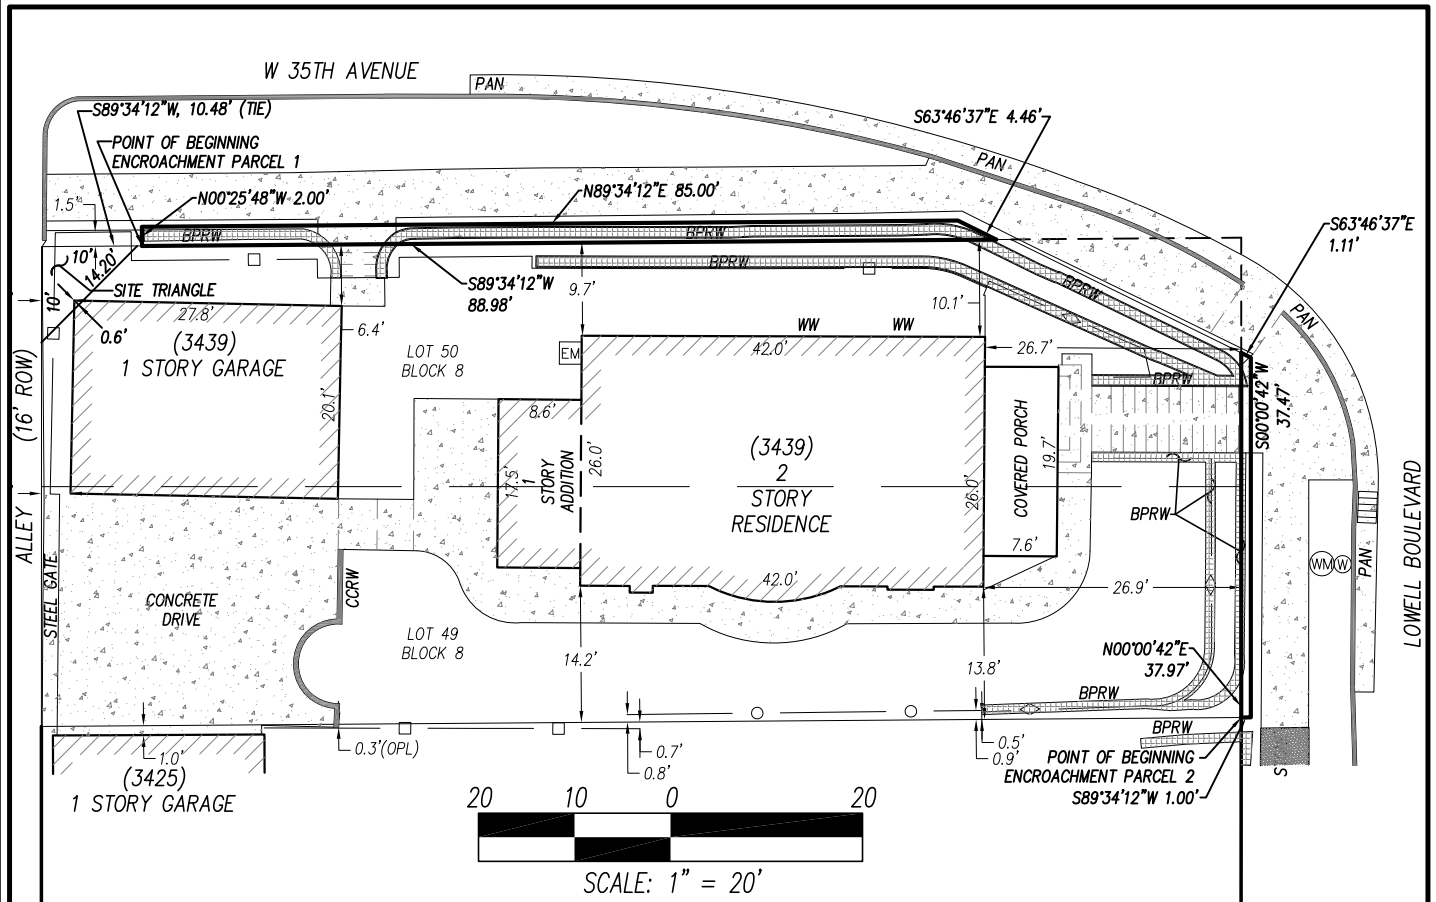 W 35TH AVENUE
PAN
S89°34'12"W, 10.48' (TIE)
S63°46'37"E 4.46'
POINT OF BEGINNING
ENCROACHMENT PARCEL 1
PAN
N00°25'48"W 2.00'
N89°34'12"E 85.00'
1.5'
S63°46'37"E
1.11'
BPRW
BPRW
10'
14.20'
BPRW
S89°34'12"W
88.98'
9.7'
BPRW
10'
SITE TRIANGLE
10.1'
27.8'
PAN
0.6'
6.4'
WW
WW
(3439)
1 STORY GARAGE
LOT 50
BLOCK 8
EM
42.0'
26.7'
BPRW
S00°00'42"W
37.47'
ALLEY (16' ROW)
20.1'
8.6'
26.0'
(3439)
2
STORY
RESIDENCE
17.5'
1
STORY
ADDITION
26.0'
COVERED PORCH
19.7'
BPRW
7.6'
LOWELL BOULEVARD
PAN
WM
W
STEEL GATE
CCRW
CONCRETE
DRIVE
42.0'
26.9'
LOT 49
BLOCK 8
14.2'
13.8'
N00°00'42"E
37.97'
BPRW
BPRW
1.0'
0.3'(OPL)
0.7'
0.8'
0.5'
0.9'
POINT OF BEGINNING
ENCROACHMENT PARCEL 2
S89°34'12"W 1.00'
S
(3425)
1 STORY GARAGE
20 10 0 20
SCALE: 1" = 20'